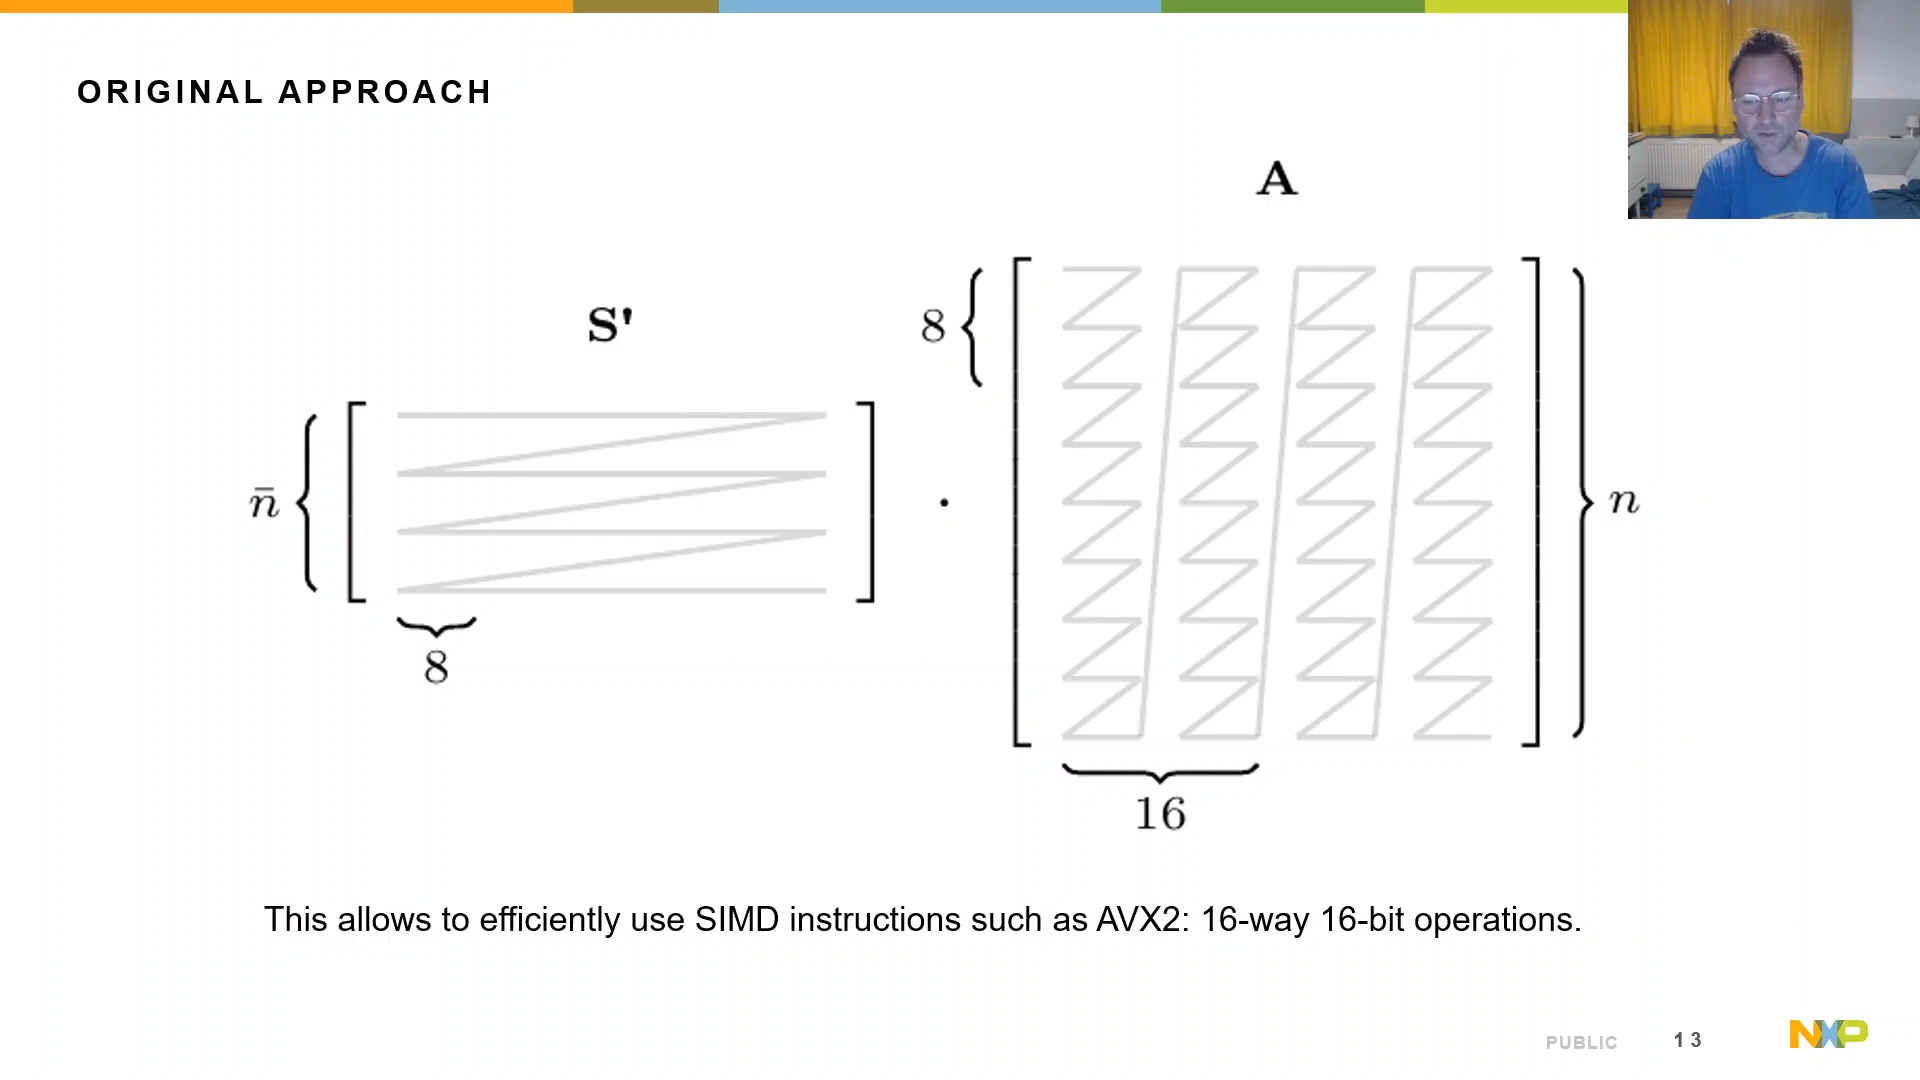 ORIGINAL APPROACH
A
S'
8
n̄
·
n
8
16
This allows to efficiently use SIMD instructions such as AVX2: 16-way 16-bit operations.
PUBLIC 13 NXP